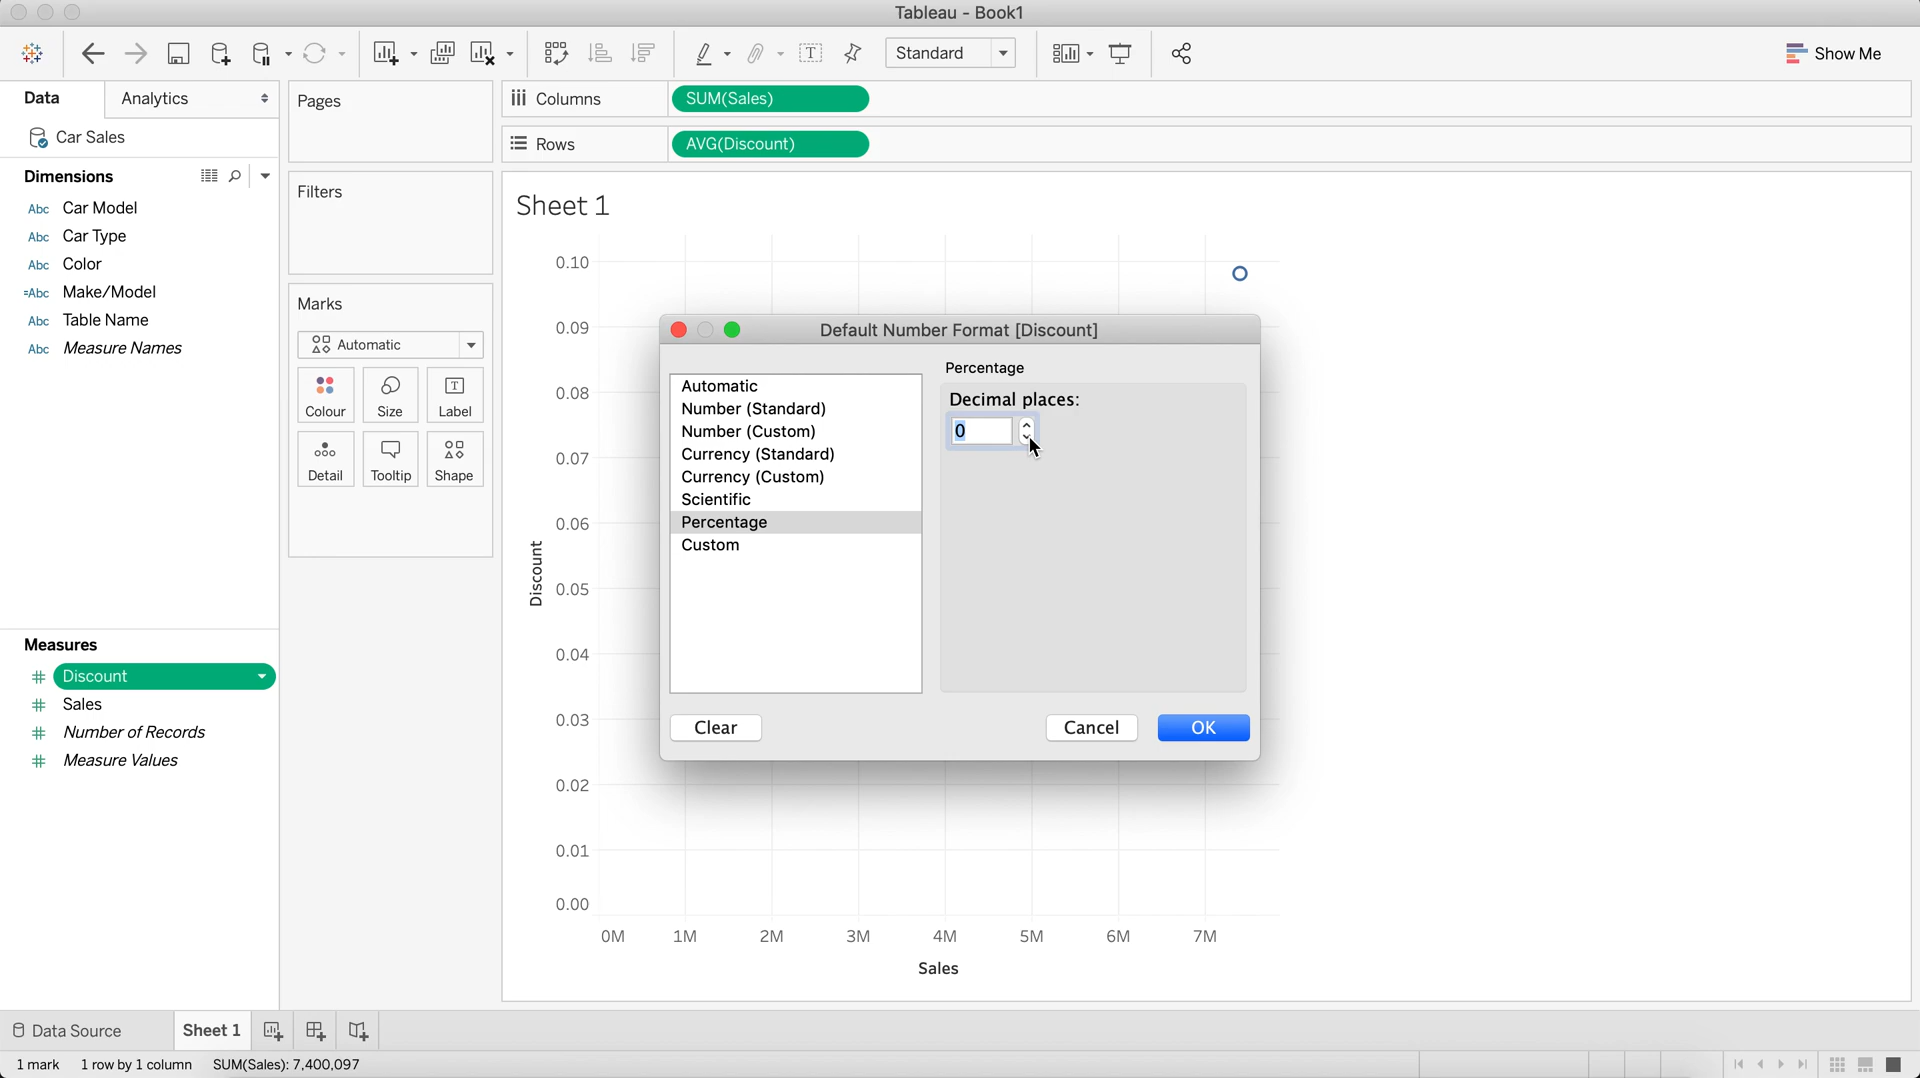 Tableau - Book1
Standard
Show Me
Data
Analytics
Pages
Columns
SUM(Sales)
Car Sales
Rows
AVG(Discount)
Dimensions
Filters
Sheet 1
Abc Car Model
Abc Car Type
Abc Color
=Abc Make/Model
Abc Table Name
Abc Measure Names
Marks
Automatic
Colour
Size
T
Label
Detail
Tooltip
Shape
0.10
0.09
0.08
0.07
0.06
0.05
0.04
0.03
0.02
0.01
0.00
Discount
0M 1M 2M 3M 4M 5M 6M 7M
Sales
Default Number Format [Discount]
Automatic
Number (Standard)
Number (Custom)
Currency (Standard)
Currency (Custom)
Scientific
Percentage
Custom
Percentage
Decimal places:
0
Clear
Cancel
OK
Measures
# Discount
# Sales
# Number of Records
# Measure Values
Data Source
Sheet 1
1 mark 1 row by 1 column SUM(Sales): 7,400,097